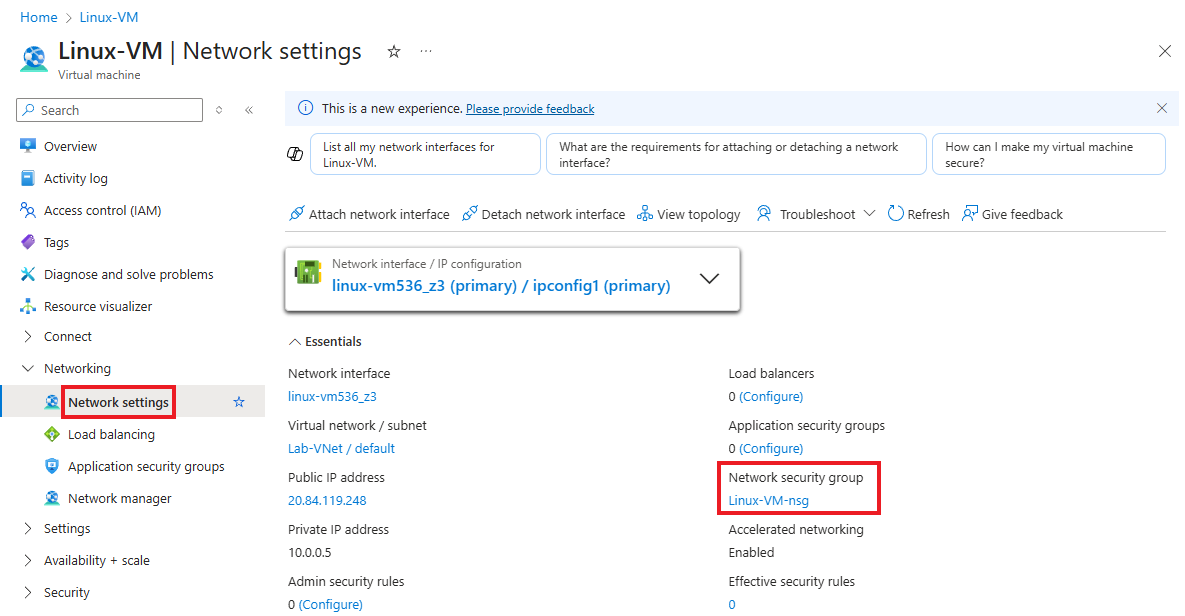 Home > Linux-VM
Linux-VM | Network settings
Virtual machine
Search
Overview
Activity log
Access control (IAM)
Tags
Diagnose and solve problems
Resource visualizer
Connect
Networking
Network settings
Load balancing
Application security groups
Network manager
Settings
Availability + scale
Security
This is a new experience. Please provide feedback
List all my network interfaces for
Linux-VM.
What are the requirements for attaching or detaching a network
interface?
How can I make my virtual machine
secure?
Attach network interface Detach network interface View topology Troubleshoot Refresh Give feedback
Network interface / IP configuration
linux-vm536_z3 (primary) / ipconfig1 (primary)
Essentials
Network interface
linux-vm536_z3
Virtual network / subnet
Lab-VNet / default
Public IP address
20.84.119.248
Private IP address
10.0.0.5
Admin security rules
0 (Configure)
Load balancers
0 (Configure)
Application security groups
0 (Configure)
Network security group
Linux-VM-nsg
Accelerated networking
Enabled
Effective security rules
0